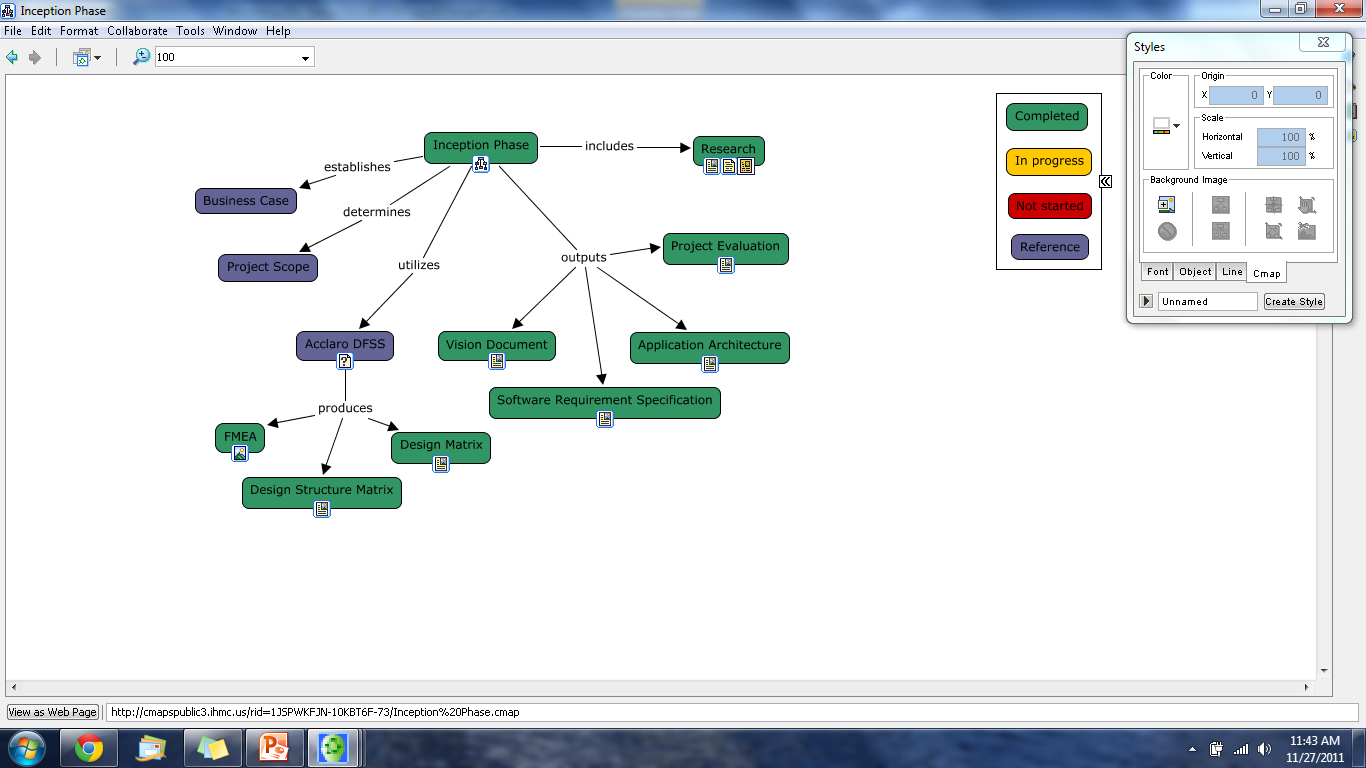 Inception Phase
File Edit Format Collaborate Tools Window Help
100
Inception Phase
includes
Research
establishes
Business Case
determines
Project Scope
utilizes
outputs
Project Evaluation
Acclaro DFSS
Vision Document
Application Architecture
Software Requirement Specification
produces
FMEA
Design Matrix
Design Structure Matrix
Completed
In progress
Not started
Reference
Styles
Color
Origin
X 0 Y 0
Scale
Horizontal 100 %
Vertical 100 %
Background Image
Font Object Line Cmap
Unnamed Create Style
View as Web Page http://cmapspublic3.ihmc.us/rid=1JSPWKFJN-10KBT6F-73/Inception%20Phase.cmap
11:43 AM
11/27/2011